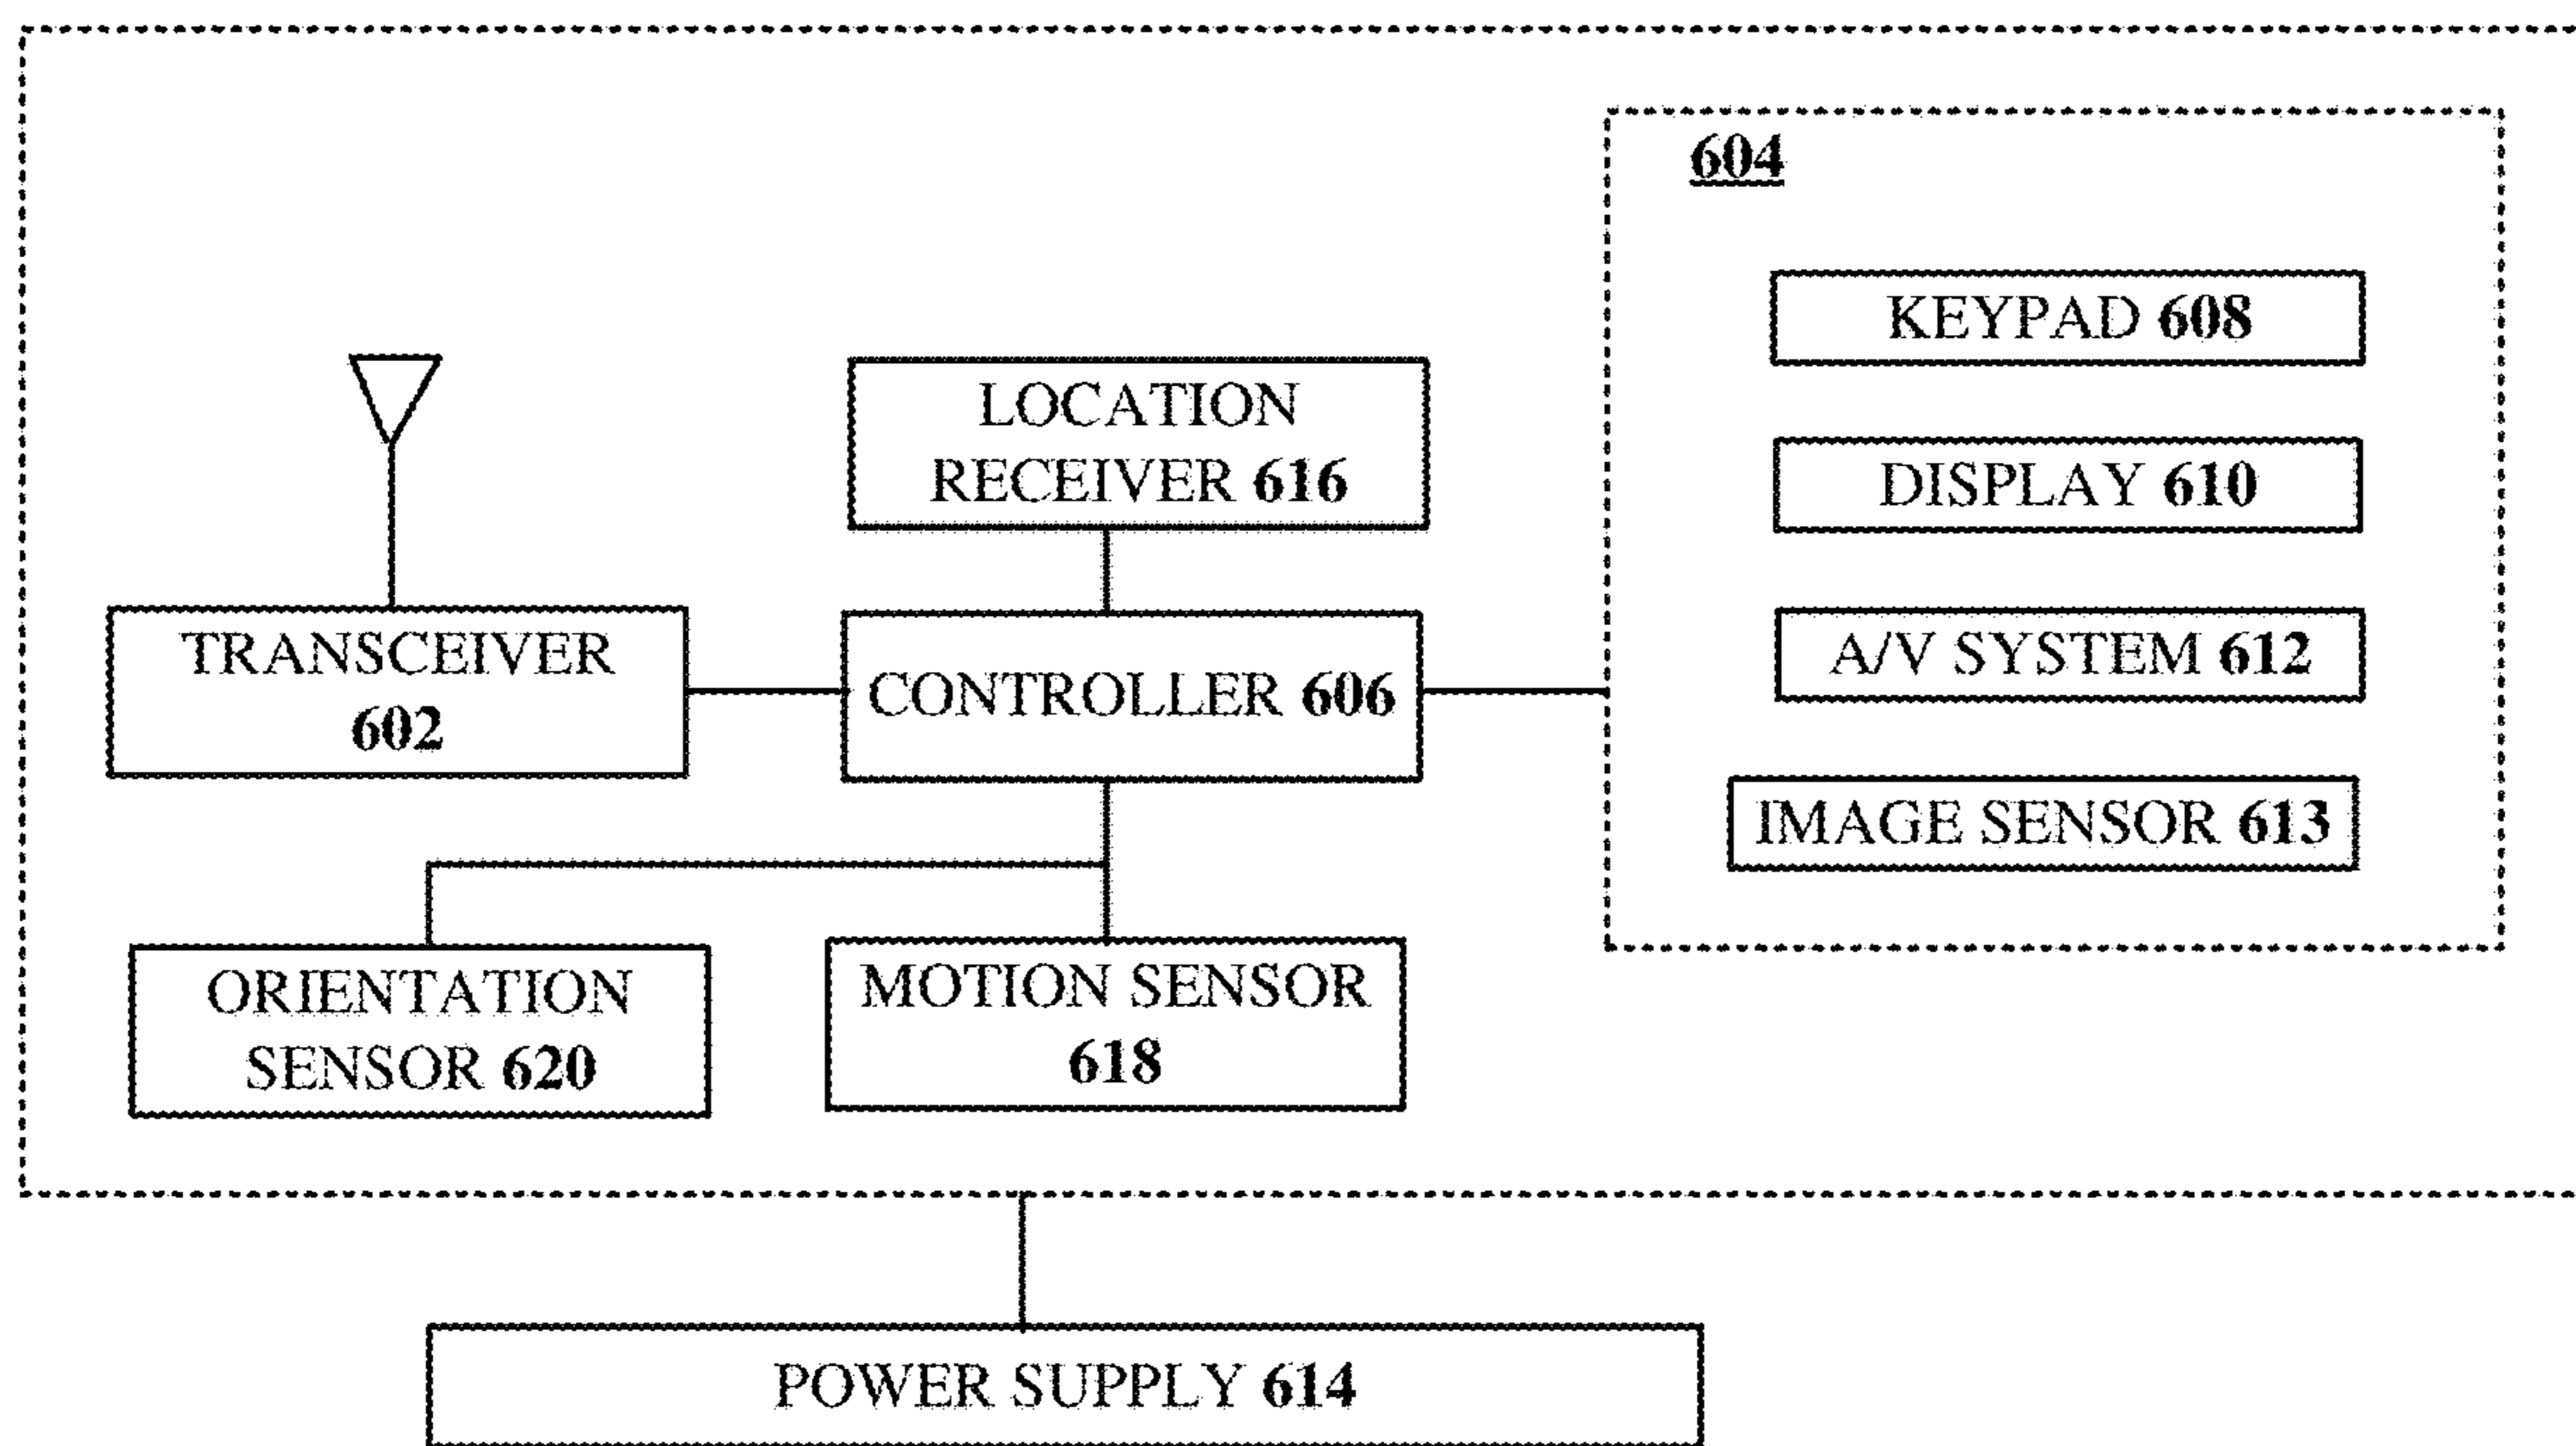 604
KEYPAD 608
LOCATION
RECEIVER 616
DISPLAY 610
TRANSCEIVER
602
CONTROLLER 606
A/V SYSTEM 612
IMAGE SENSOR 613
ORIENTATION
SENSOR 620
MOTION SENSOR
618
POWER SUPPLY 614